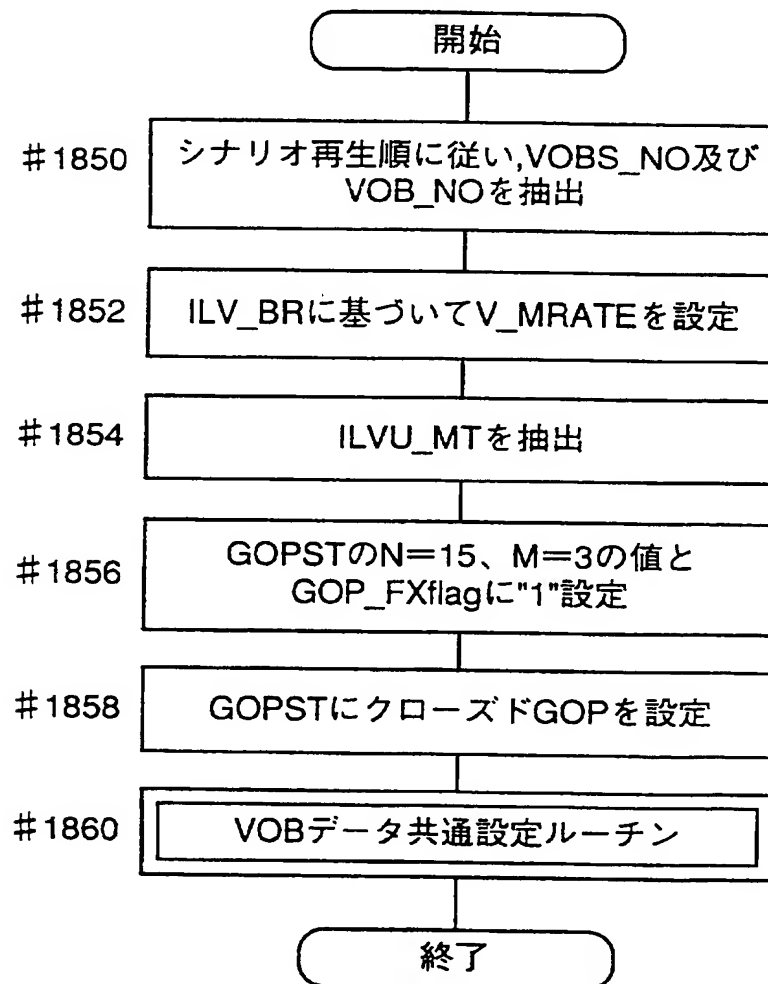 開始
#1850
シナリオ再生順に従い,VOBS_NO及び
VOB_NOを抽出
#1852
ILV_BRに基づいてV_MRATEを設定
#1854
ILVU_MTを抽出
#1856
GOPSTのN=15、M=3の値と
GOP_FXflagに"1"設定
#1858
GOPSTにクローズドGOPを設定
#1860
VOBデータ共通設定ルーチン
終了